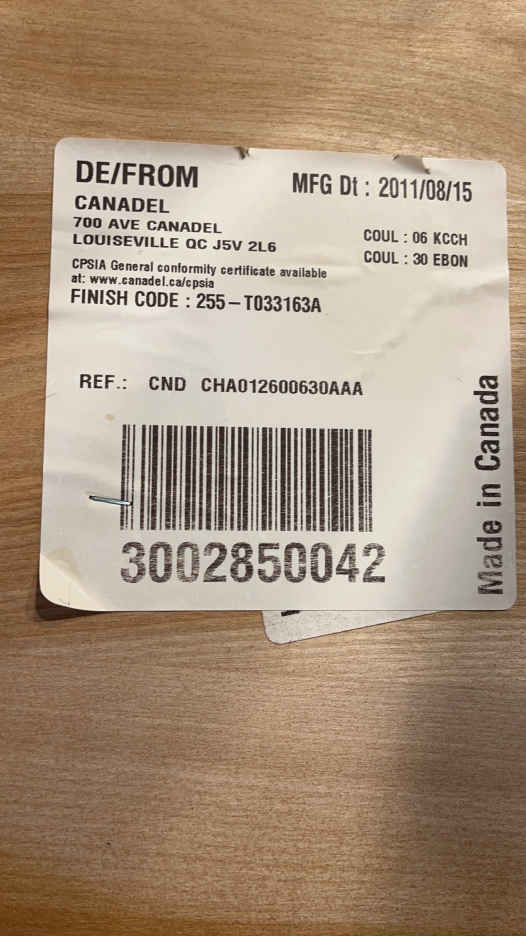 DE/FROM
MFG Dt : 2011/08/15
CANADEL
700 AVE CANADEL
LOUISEVILLE QC J5V 2L6
COUL : 06 KCCH
COUL : 30 EBON
CPSIA General conformity certificate available
at: www.canadel.ca/cpsia
FINISH CODE : 255-T033163A
REF.: CND CHA012600630AAA
3002850042
Made in Canada